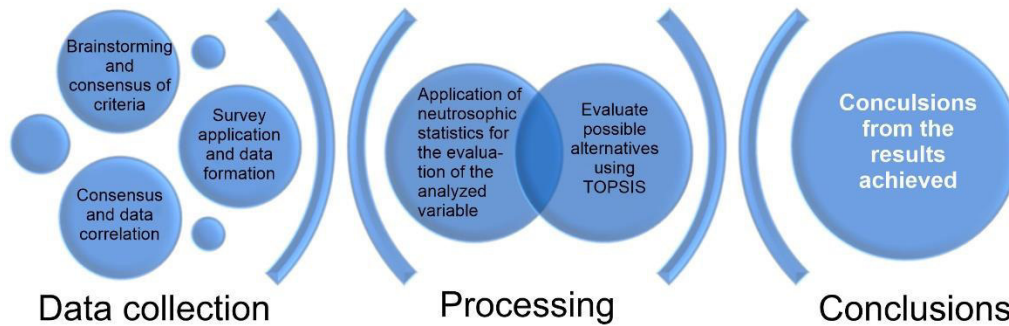 Brainstorming
and
consensus of
criteria
Survey
application
and data
formation
Consensus
and data
correlation
Data collection
Application of
neutrosophic
statistics for
the evalua-
tion of the
analyzed
variable
Evaluate
possible
alternatives
using
TOPSIS
Processing
Conculsions
from the
results
achieved
Conclusions